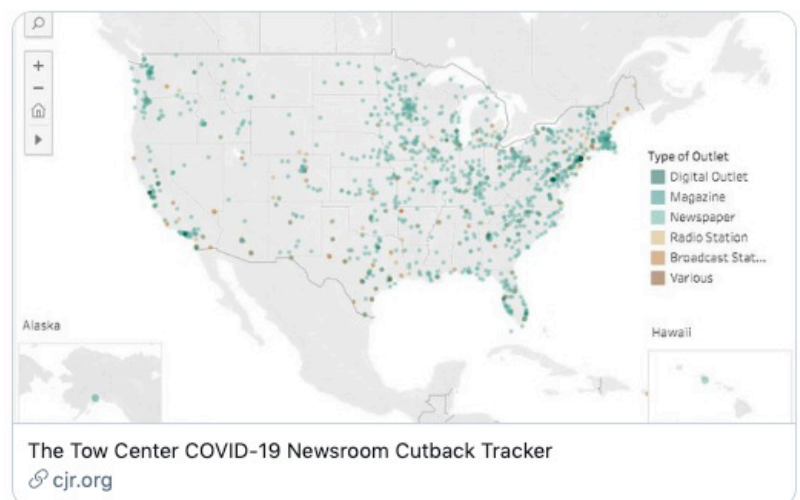 Type of Outlet
Digital Outlet
Magazine
Newspaper
Radio Station
Broadcast Stat...
Various
Alaska
Hawaii
The Tow Center COVID-19 Newsroom Cutback Tracker
cjr.org